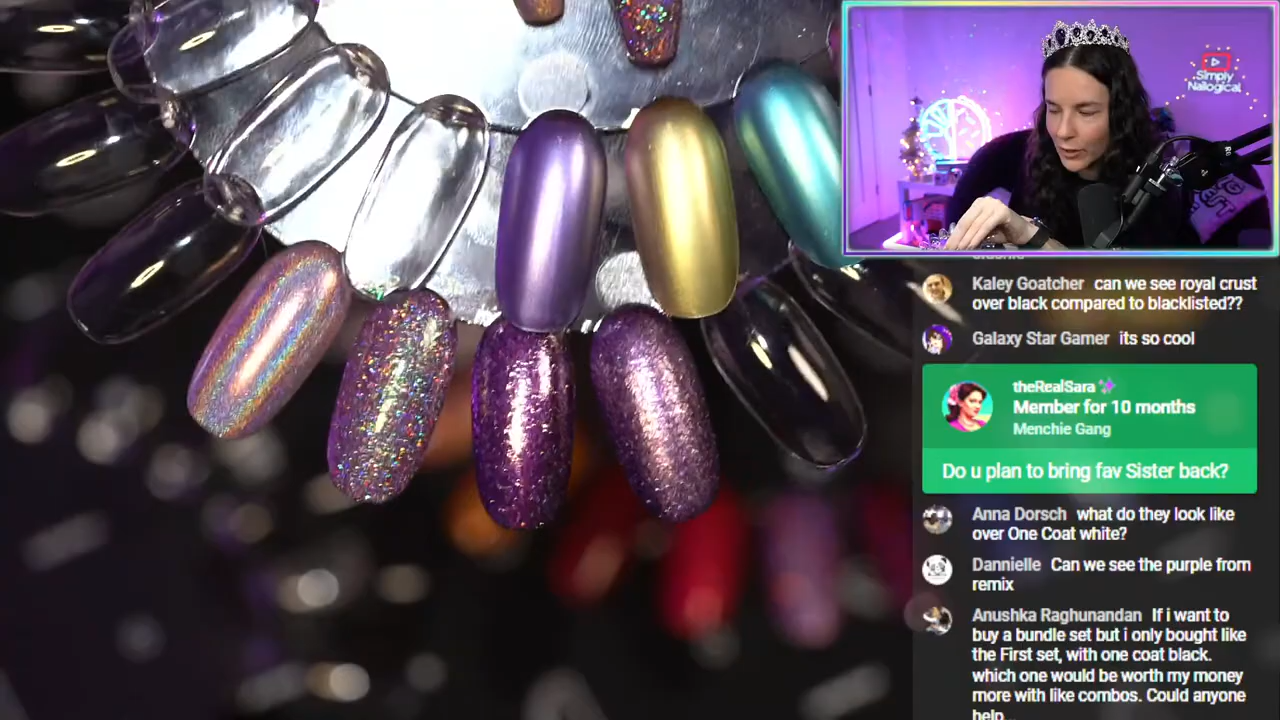 Simply
Nailogical
Kaley Goatcher can we see royal crust
over black compared to blacklisted??
Galaxy Star Gamer its so cool
theRealSara
Member for 10 months
Menchie Gang
Do u plan to bring fav Sister back?
Anna Dorsch what do they look like
over One Coat white?
Dannielle Can we see the purple from
remix
Anushka Raghunandan If i want to
buy a bundle set but i only bought like
the First set, with one coat black.
which one would be worth my money
more with like combos. Could anyone
help...